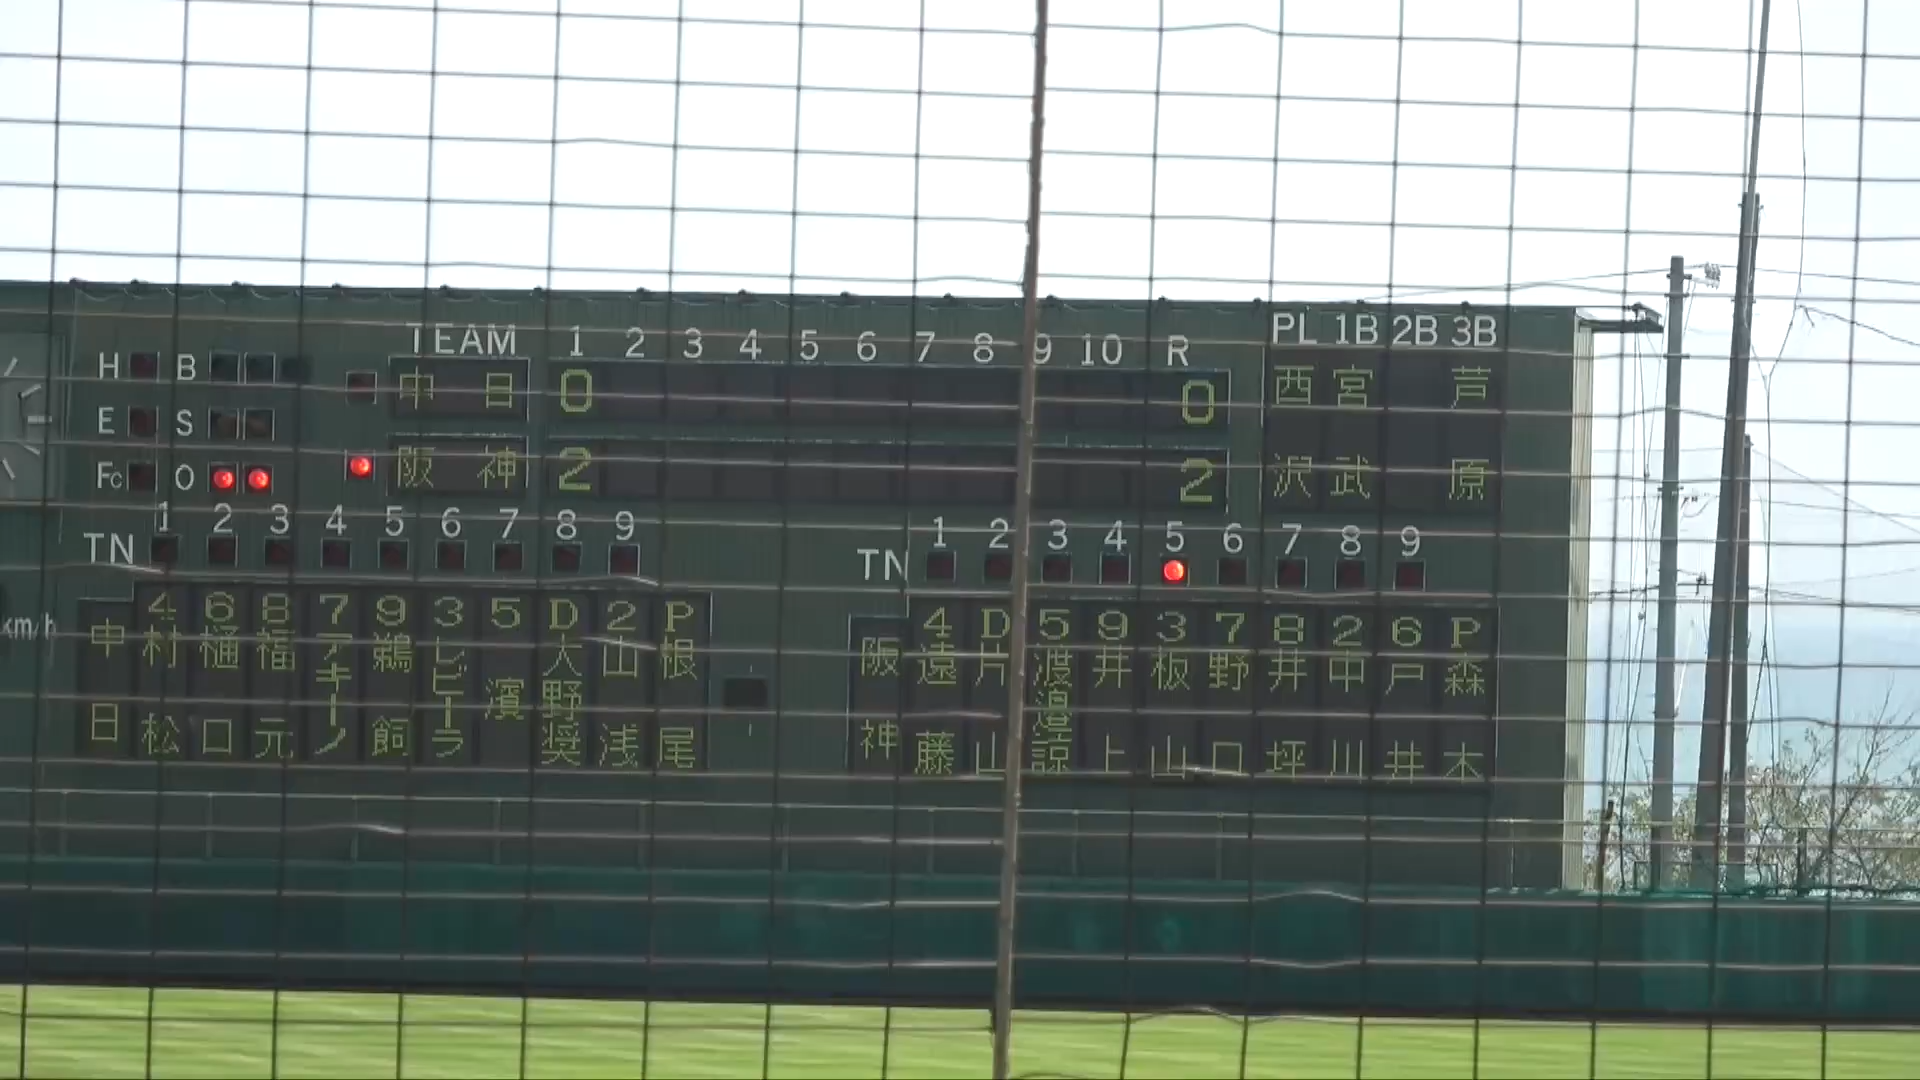 TEAM 1 2 3 4 5 6 7 8 9 10 R PL 1B 2B 3B
H B 中日 0 0 西沢 宮武 芦原
E S
Fc O 阪神 2 2
TN 1 2 3 4 5 6 7 8 9 TN 1 2 3 4 5 6 7 8 9
km/h
中日
4 村松
6 樋口
8 福元
7 アキーノ
9 鵜飼
3 レビーラ
5 濱
D 大野奨
2 山浅
P 根尾
阪神
4 遠藤
D 片山
5 渡邉諒
9 井上
3 板山
7 野口
8 井坪
2 中川
6 戸井
P 森木